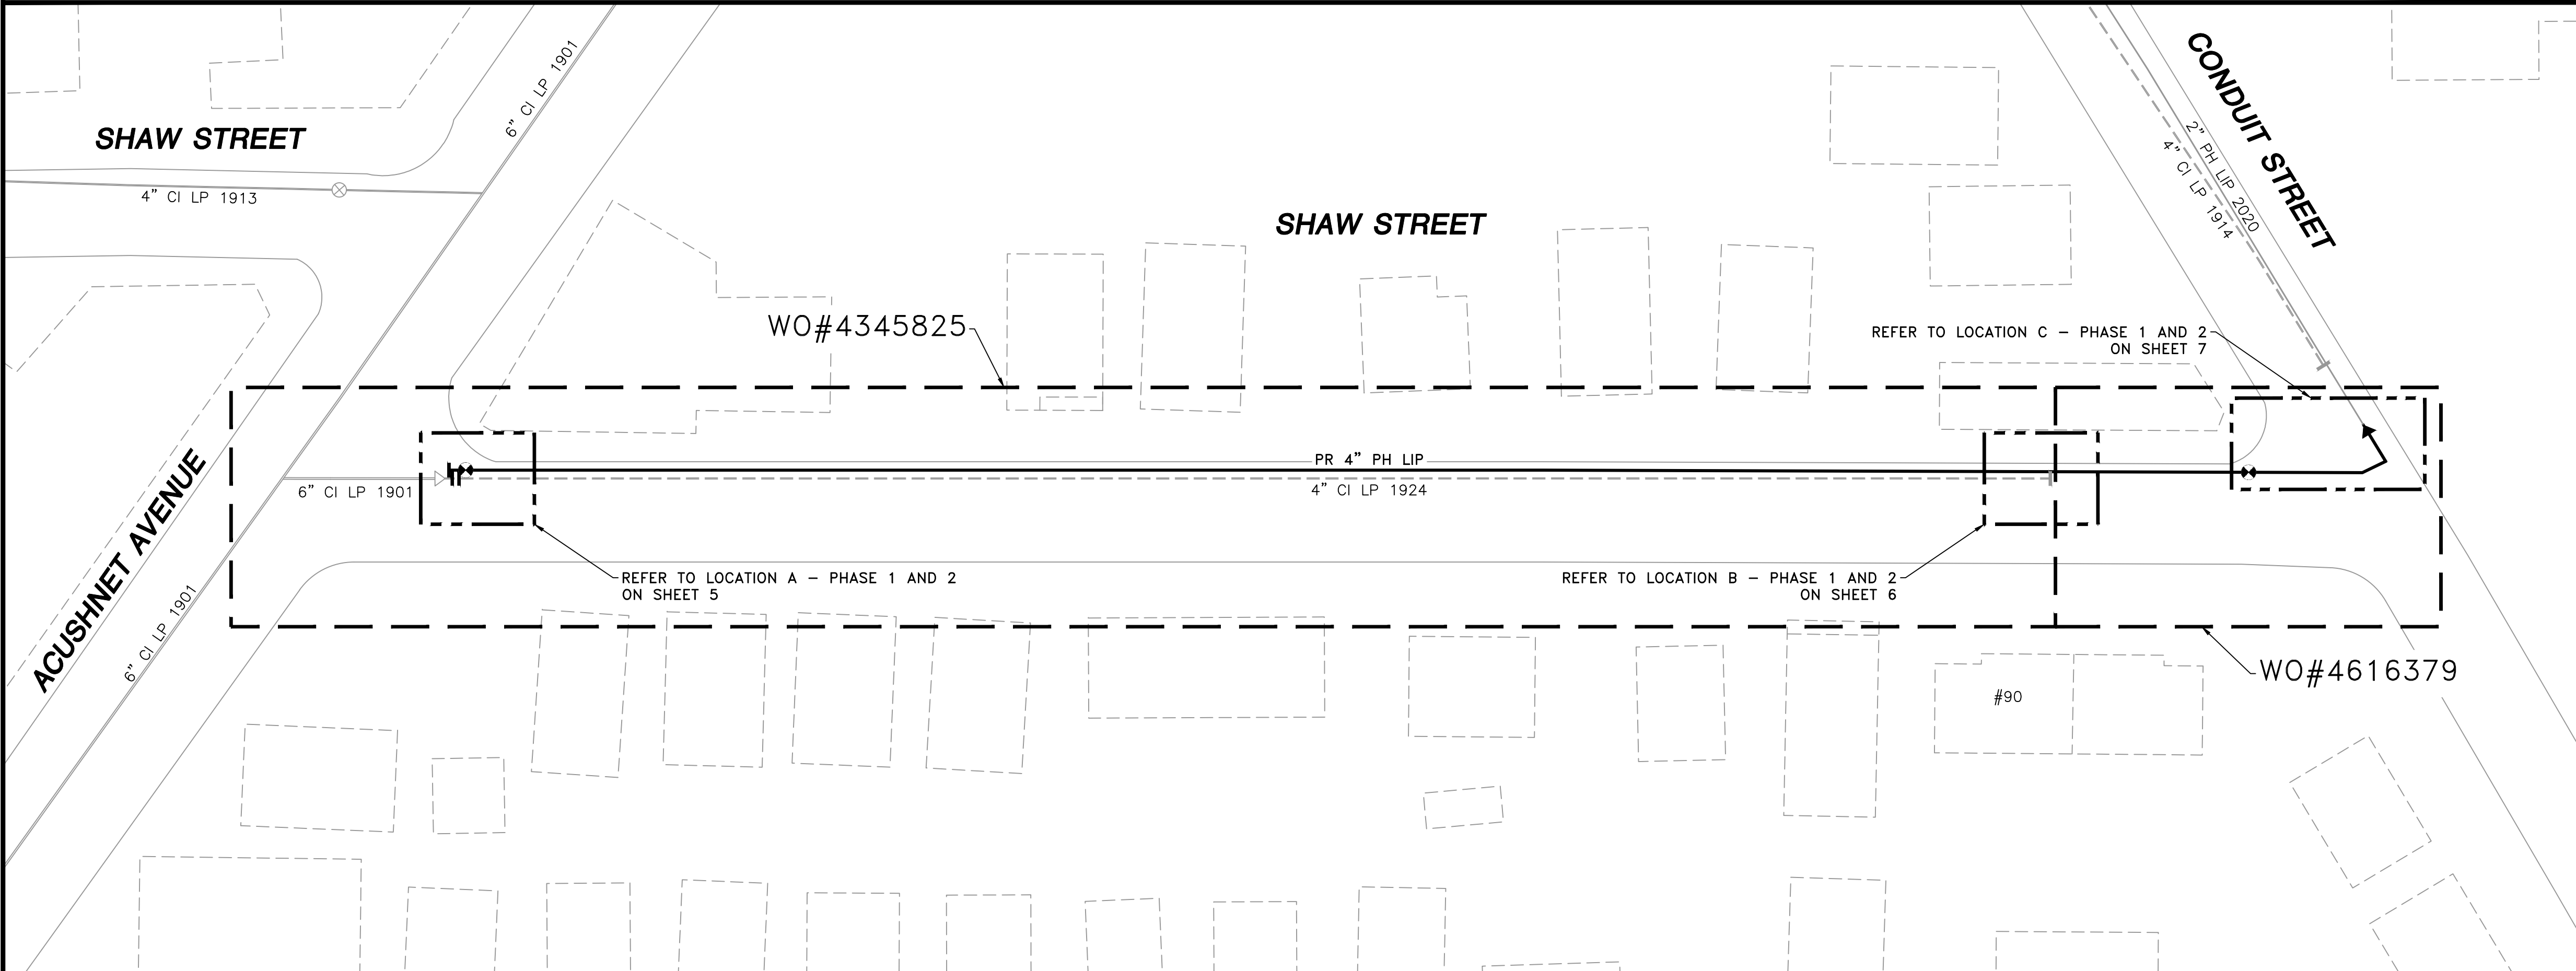 CONDUIT STREET
6" CI LP 1901
SHAW STREET
4" CI LP 1913
2" PH LIP 2020
4" CI LP 1914
SHAW STREET
WO#4345825
REFER TO LOCATION C - PHASE 1 AND 2
ON SHEET 7
PR 4" PH LIP
6" CI LP 1901
4" CI LP 1924
ACUSHNET AVENUE
REFER TO LOCATION A - PHASE 1 AND 2
ON SHEET 5
REFER TO LOCATION B - PHASE 1 AND 2
ON SHEET 6
6" CI LP 1901
WO#4616379
#90